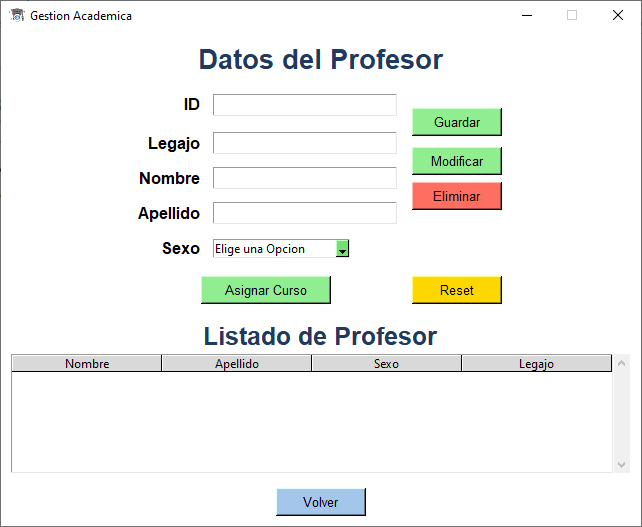 Gestion Academica
Datos del Profesor
ID
Guardar
Legajo
Modificar
Nombre
Eliminar
Apellido
Sexo
Elige una Opcion
Asignar Curso
Reset
Listado de Profesor
Nombre Apellido Sexo Legajo
Volver